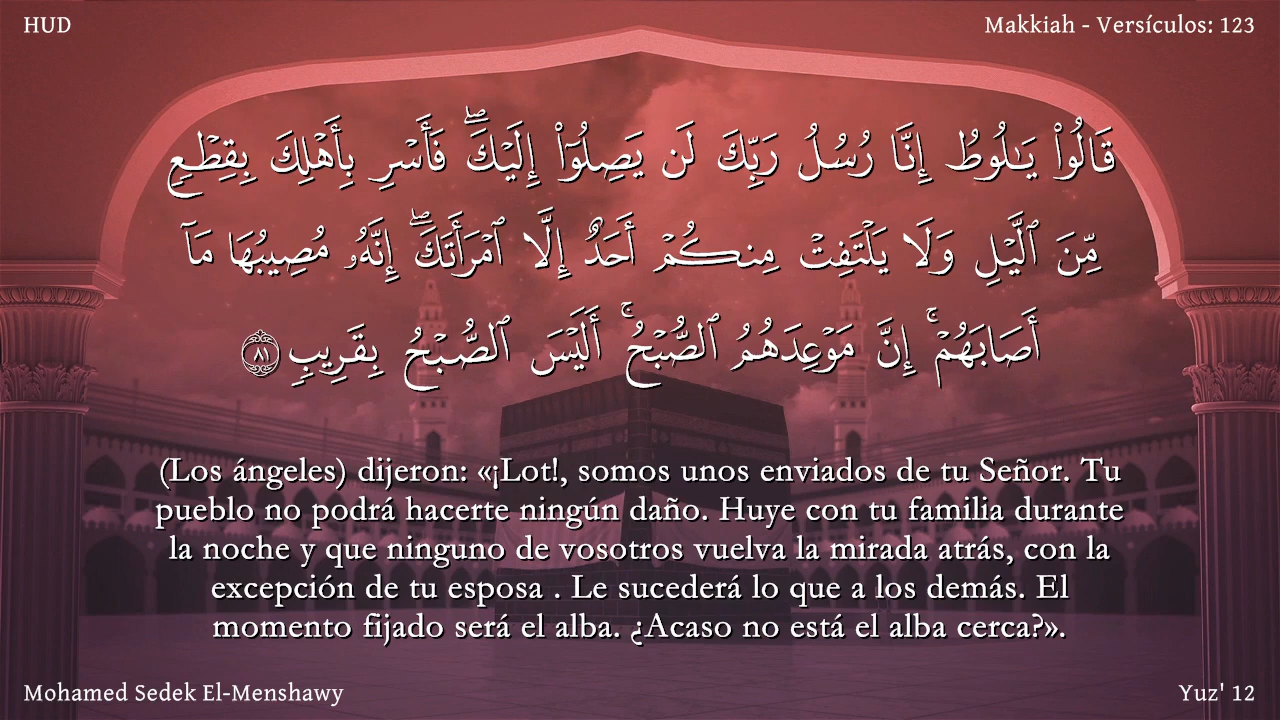 HUD
Makkiah - Versículos: 123
قَالُوا۟ يَـٰلُوطُ إِنَّا رُسُلُ رَبِّكَ لَن يَصِلُوٓا۟ إِلَيْكَ ۖ فَأَسْرِ بِأَهْلِكَ بِقِطْعٍ
مِّنَ ٱلَّيْلِ وَلَا يَلْتَفِتْ مِنكُمْ أَحَدٌ إِلَّا ٱمْرَأَتَكَ ۖ إِنَّهُۥ مُصِيبُهَا مَآ
أَصَابَهُمْ ۚ إِنَّ مَوْعِدَهُمُ ٱلصُّبْحُ ۚ أَلَيْسَ ٱلصُّبْحُ بِقَرِيبٍ ٨١
(Los ángeles) dijeron: «¡Lot!, somos unos enviados de tu Señor. Tu
pueblo no podrá hacerte ningún daño. Huye con tu familia durante
la noche y que ninguno de vosotros vuelva la mirada atrás, con la
excepción de tu esposa . Le sucederá lo que a los demás. El
momento fijado será el alba. ¿Acaso no está el alba cerca?».
Mohamed Sedek El-Menshawy
Yuz' 12